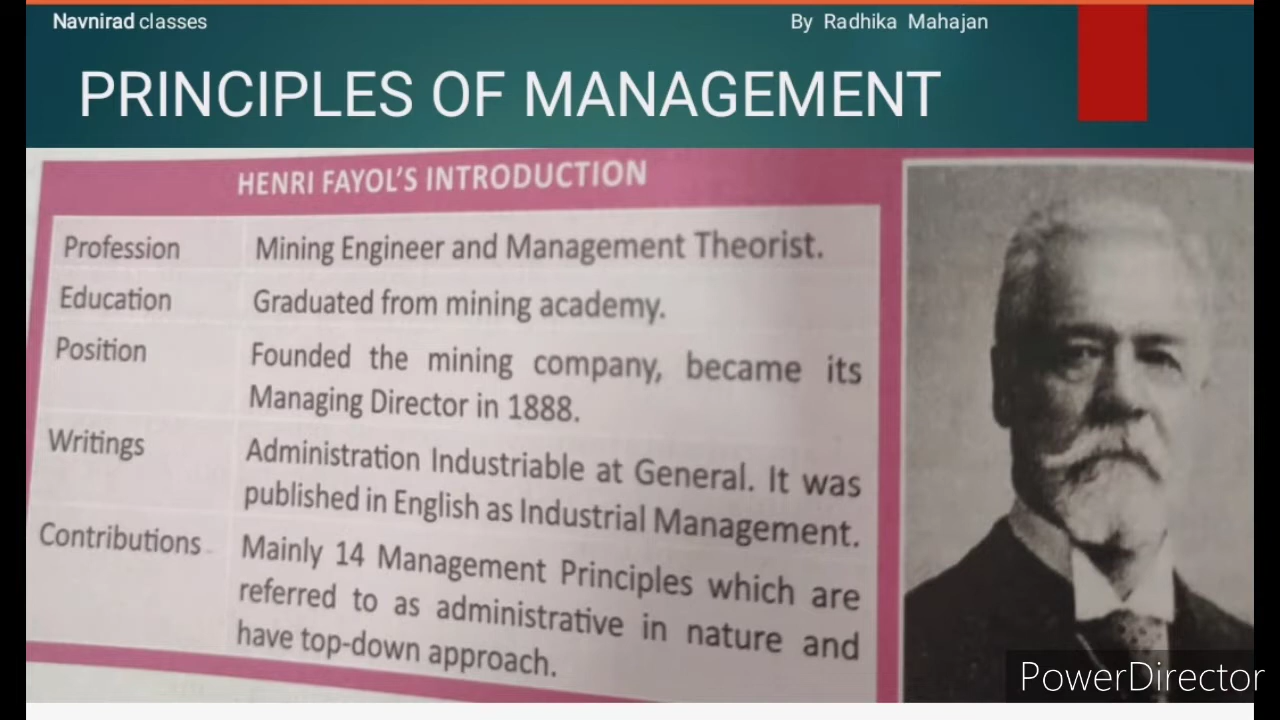 Navnirad classes
By Radhika Mahajan
PRINCIPLES OF MANAGEMENT
HENRI FAYOL'S INTRODUCTION
Profession Mining Engineer and Management Theorist.
Education Graduated from mining academy.
Position Founded the mining company, became its
Managing Director in 1888.
Writings Administration Industriable at General. It was
published in English as Industrial Management.
Contributions Mainly 14 Management Principles which are
referred to as administrative in nature and
have top-down approach.
PowerDirector